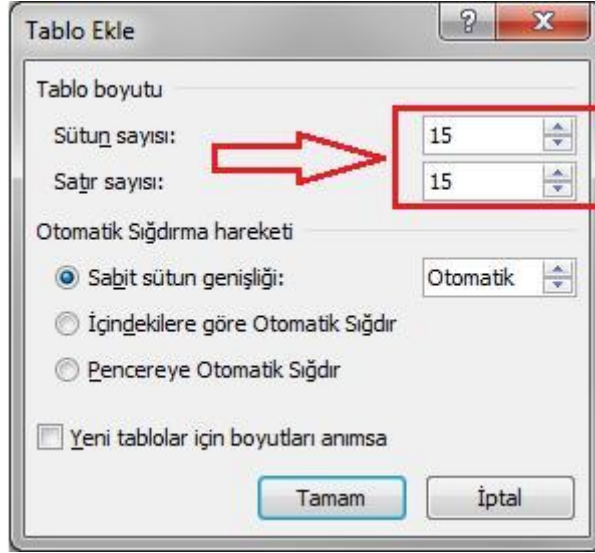 Tablo Ekle
Tablo boyutu
Sütun sayısı: 15
Satır sayısı: 15
Otomatik Sığdırma hareketi
Sabit sütun genişliği: Otomatik
İçindekilere göre Otomatik Sığdır
Pencereye Otomatik Sığdır
Yeni tablolar için boyutları anımsa
Tamam İptal